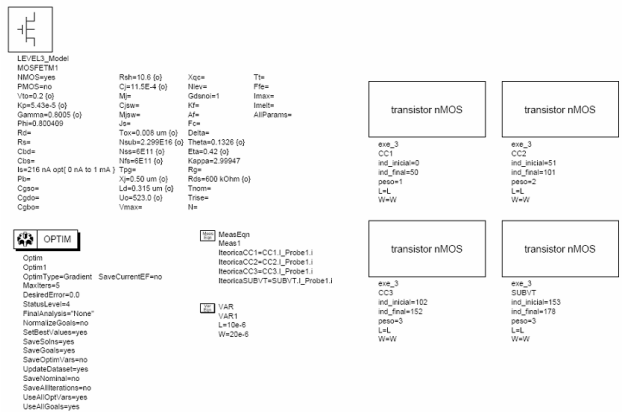 LEVEL3_Model
MOSFETM1
NMOS=yes
PMOS=no
Vto=0.2 {o}
Kp=5.43e-5 {o}
Gamma=0.8005 {o}
Phi=0.800409
Rd=
Rs=
Cbd=
Cbs=
Is=216 nA opt{ 0 nA to 1 mA }
Pb=
Cgso=
Cgdo=
Cgbo=
Rsh=10.6 {o}
Cj=11.5E-4 {o}
Mj=
Cjsw=
Mjsw=
Js=
Tox=0.008 um {o}
Nsub=2.299E16 {o}
Nss=6E11 {o}
Nfs=6E11 {o}
Tpg=
Xj=0.50 um {o}
Ld=0.315 um {o}
Uo=523.0 {o}
Vmax=
Xqc=
Nlev=
Gdsnoi=1
Kf=
Af=
Fc=
Delta=
Theta=0.1326 {o}
Eta=0.42 {o}
Kappa=2.99947
Rg=
Rds=600 kOhm {o}
Tnom=
Trise=
N=
Tt=
Ffe=
Imax=
Imelt=
AllParams=
transistor nMOS
exe_3
CC1
ind_inicial=0
ind_final=50
peso=1
L=L
W=W
transistor nMOS
exe_3
CC2
ind_inicial=51
ind_final=101
peso=2
L=L
W=W
OPTIM
Optim
Optim1
OptimType=Gradient SaveCurrentEF=no
MaxIters=5
DesiredError=0.0
StatusLevel=4
FinalAnalysis="None"
NormalizeGoals=no
SetBestValues=yes
SaveSolns=yes
SaveGoals=yes
SaveOptimVars=no
UpdateDataset=yes
SaveNominal=no
SaveAllIterations=no
UseAllOptVars=yes
UseAllGoals=yes
Meas
Eqn
MeasEqn
Meas1
IteoricaCC1=CC1.I_Probe1.i
IteoricaCC2=CC2.I_Probe1.i
IteoricaCC3=CC3.I_Probe1.i
IteoricaSUBVT=SUBVT.I_Probe1.i
Var
Eqn
VAR
VAR1
L=10e-6
W=20e-6
transistor nMOS
exe_3
CC3
ind_inicial=102
ind_final=152
peso=3
L=L
W=W
transistor nMOS
exe_3
SUBVT
ind_inicial=153
ind_final=178
peso=3
L=L
W=W